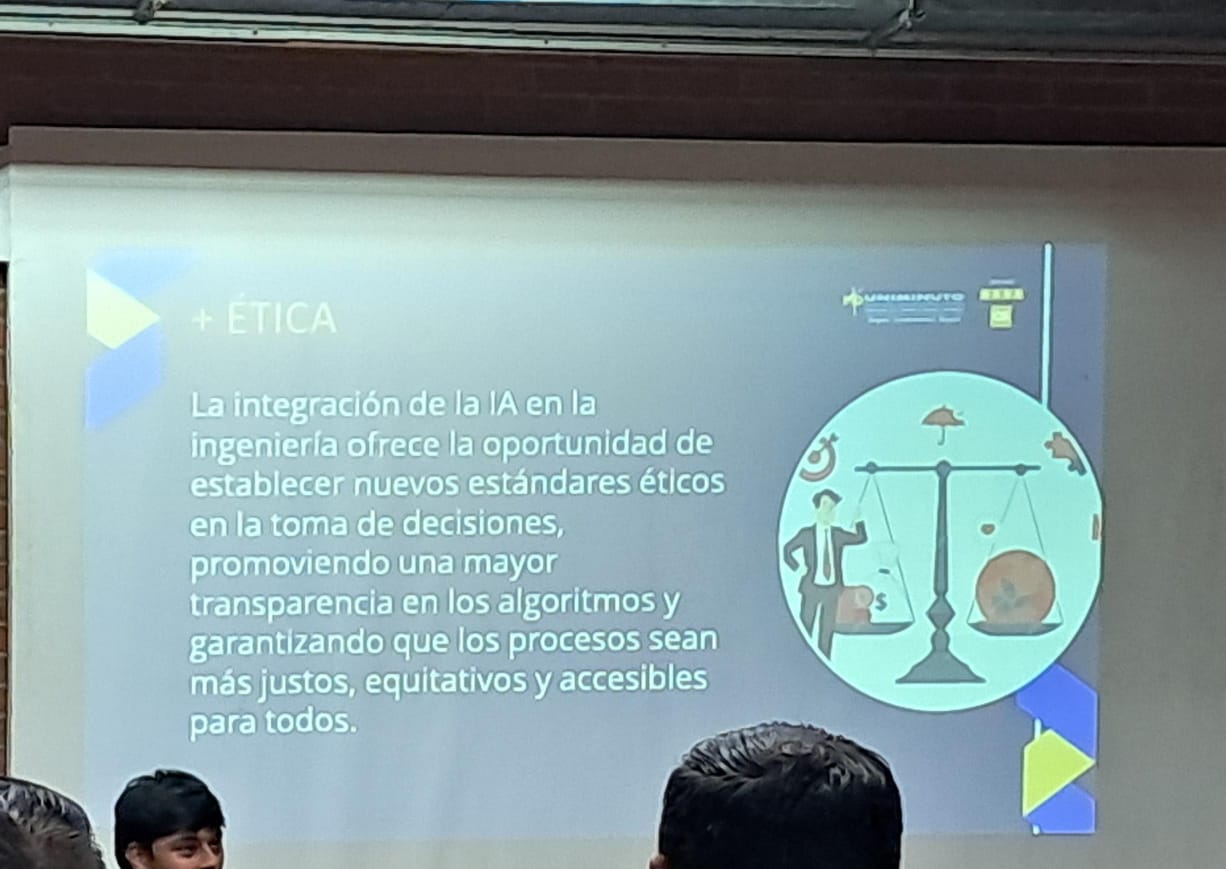 + ÉTICA
UNIMINUTO
La integración de la IA en la
ingeniería ofrece la oportunidad de
establecer nuevos estándares éticos
en la toma de decisiones,
promoviendo una mayor
transparencia en los algoritmos y
garantizando que los procesos sean
más justos, equitativos y accesibles
para todos.
$